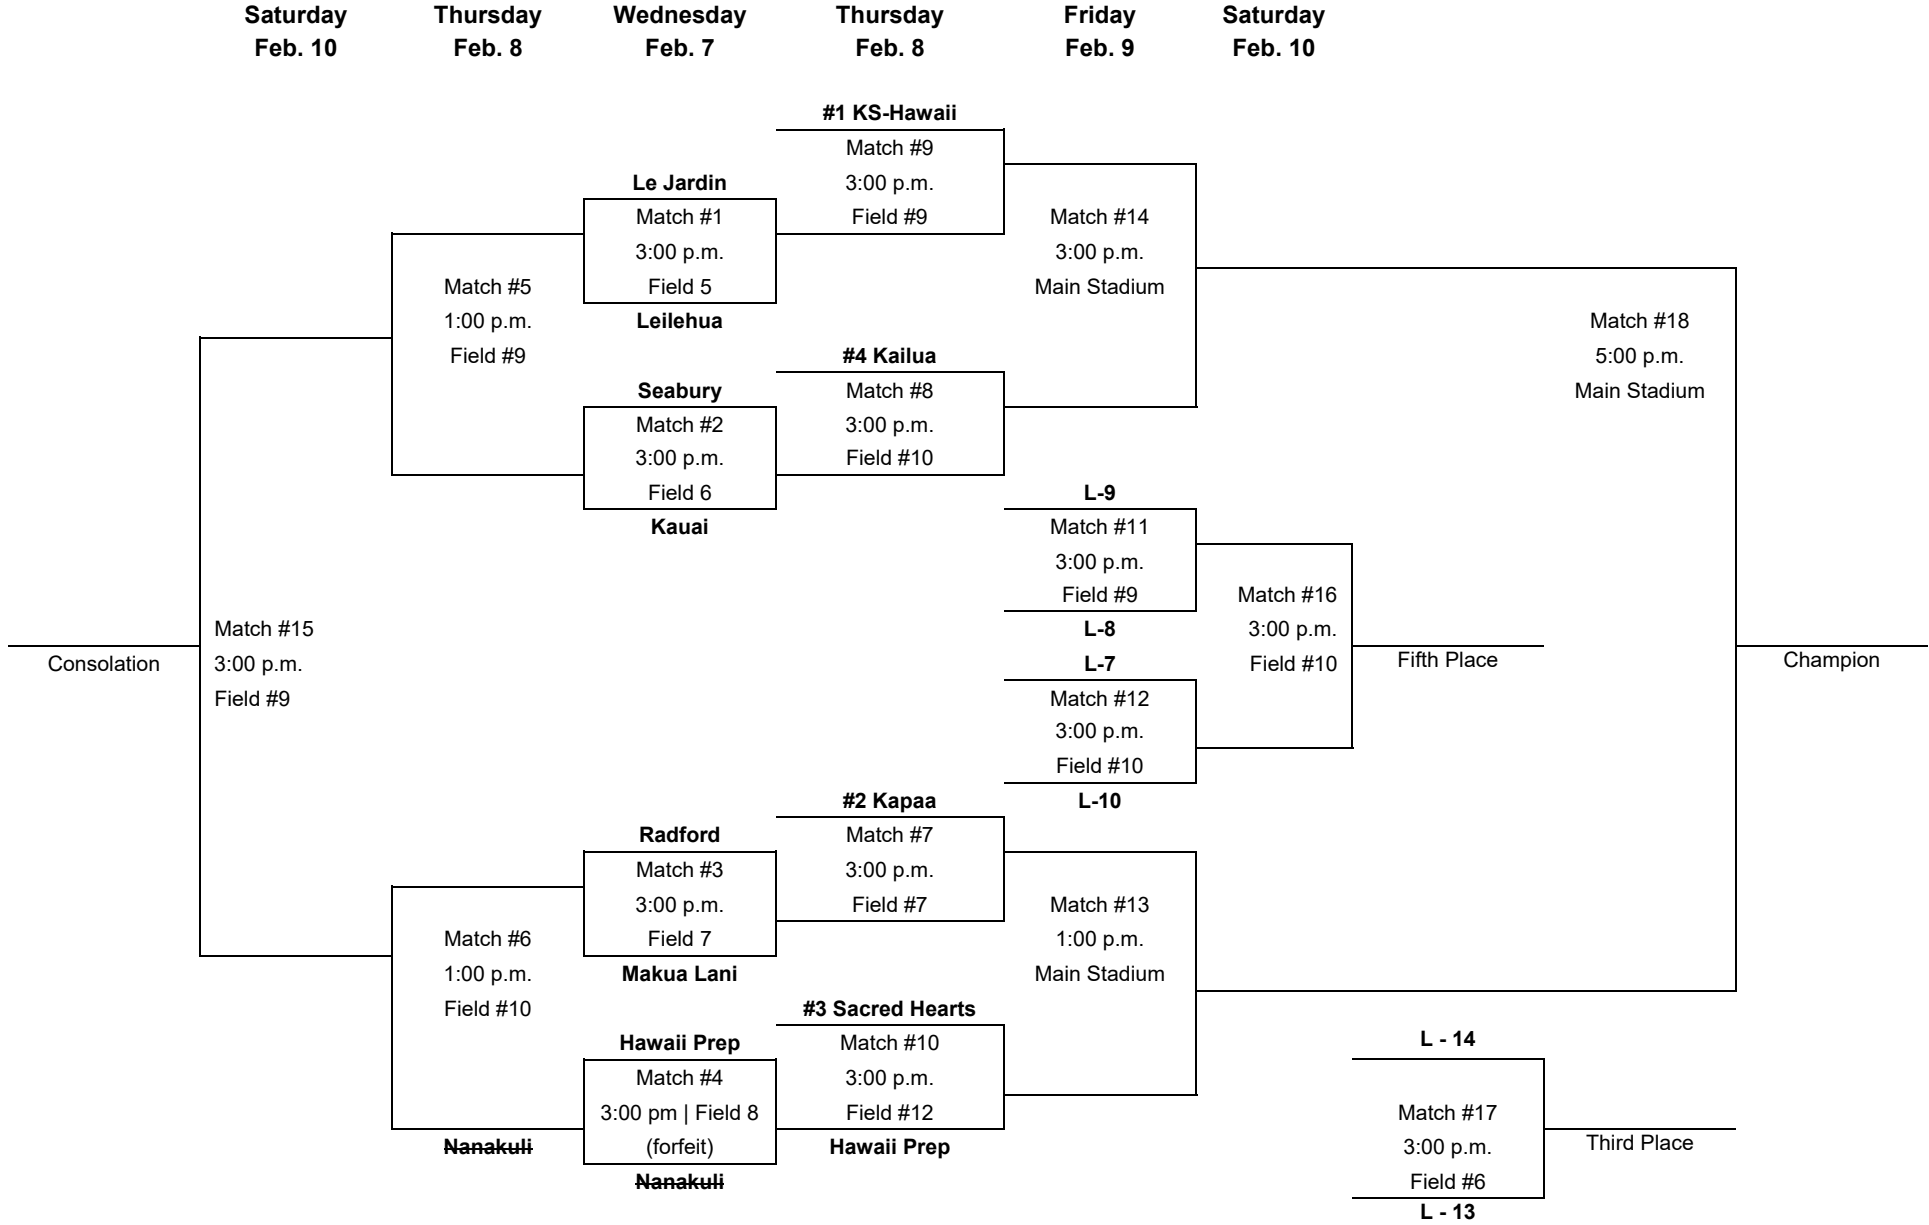 Saturday Thursday Wednesday Thursday Friday Saturday
Feb. 10 Feb. 8 Feb. 7 Feb. 8 Feb. 9 Feb. 10
#1 KS-Hawaii
Match #9
Le Jardin 3:00 p.m.
Match #1 Field #9 Match #14
3:00 p.m. 3:00 p.m.
Match #5 Field 5 Main Stadium
1:00 p.m. Leilehua Match #18
Field #9 #4 Kailua 5:00 p.m.
Seabury Match #8 Main Stadium
Match #2 3:00 p.m.
3:00 p.m. Field #10
Field 6 L-9
Kauai Match #11
3:00 p.m.
Field #9 Match #16
Match #15 L-8 3:00 p.m.
Consolation 3:00 p.m. L-7 Field #10 Fifth Place Champion
Field #9 Match #12
3:00 p.m.
Field #10
#2 Kapaa L-10
Radford Match #7
Match #3 3:00 p.m.
3:00 p.m. Field #7 Match #13
Match #6 Field 7 1:00 p.m.
1:00 p.m. Makua Lani Main Stadium
Field #10 #3 Sacred Hearts
Hawaii Prep Match #10 L - 14
Match #4 3:00 p.m.
3:00 pm | Field 8 Field #12 Match #17
Nanakuli (forfeit) Hawaii Prep 3:00 p.m. Third Place
Nanakuli Field #6
L - 13